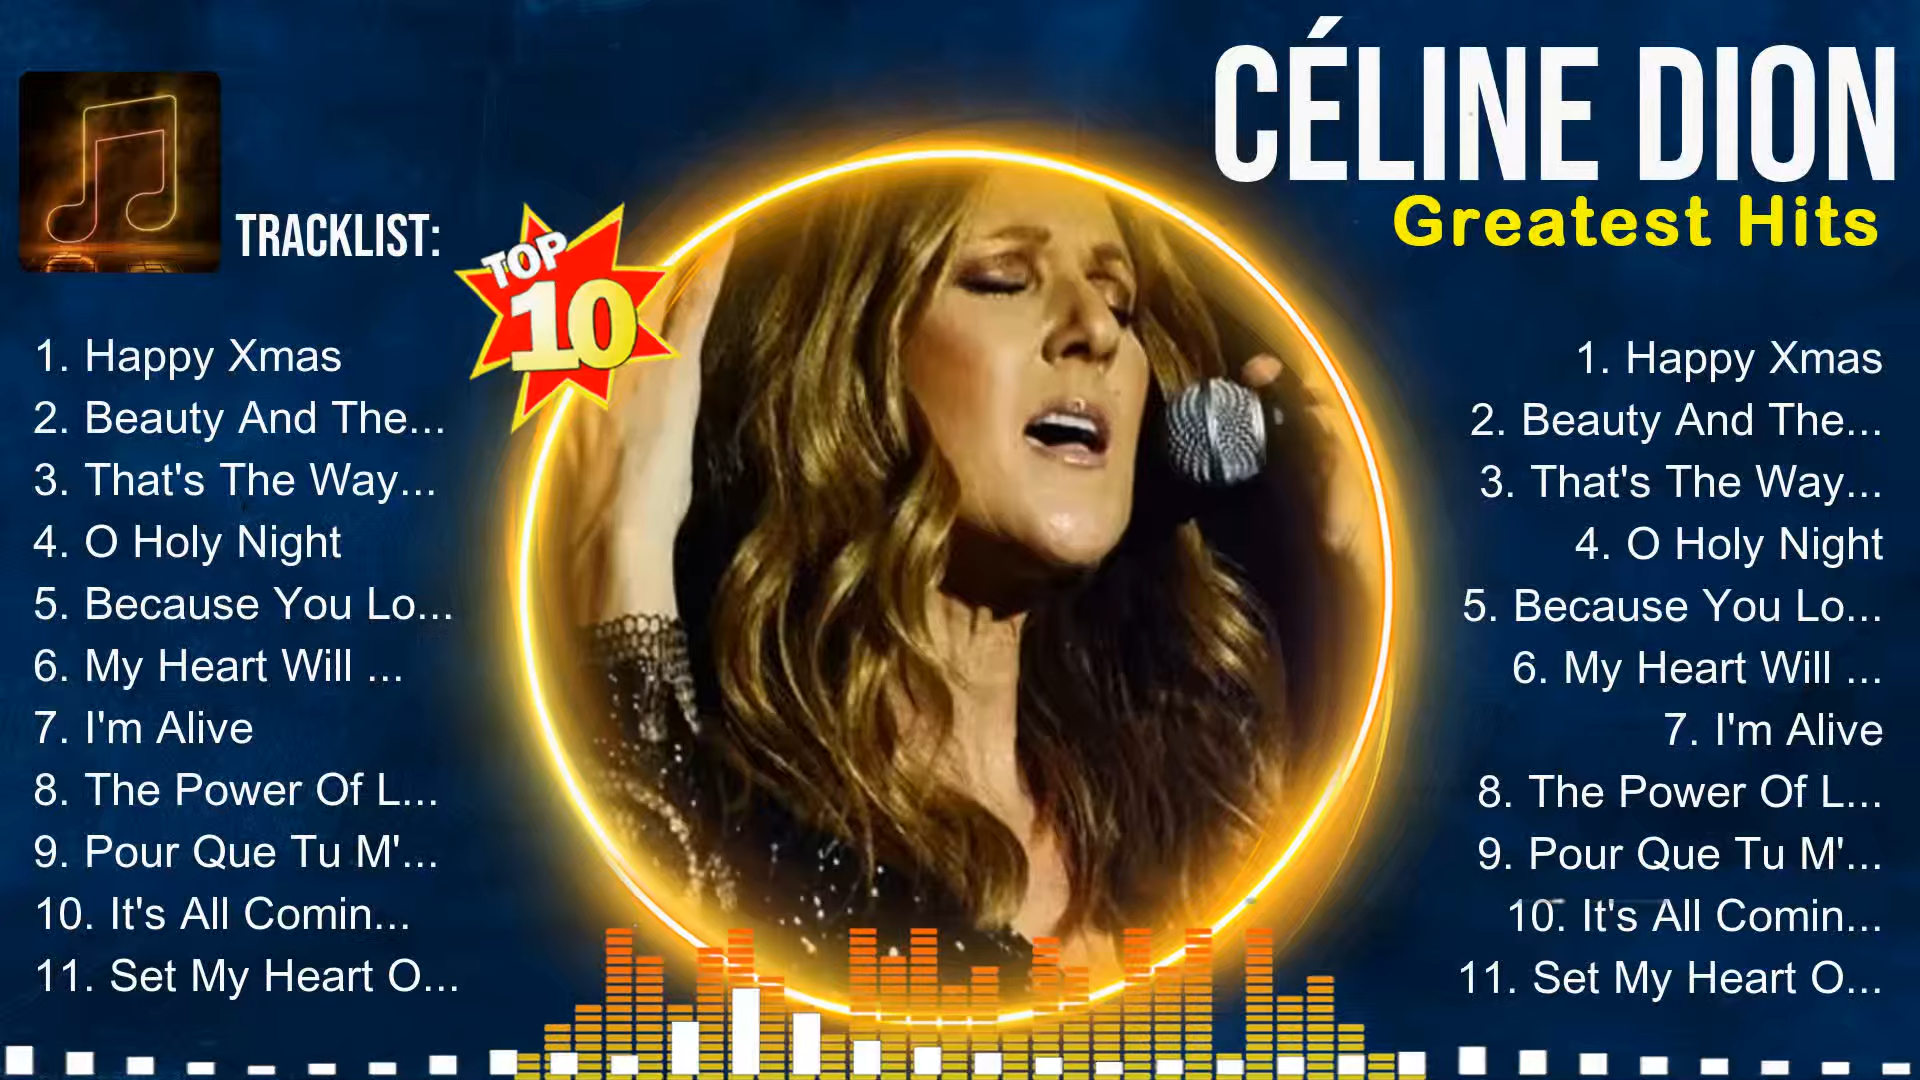 CÉLINE DION
Greatest Hits
TRACKLIST:
TOP
10
1. Happy Xmas
2. Beauty And The...
3. That's The Way...
4. O Holy Night
5. Because You Lo...
6. My Heart Will ...
7. I'm Alive
8. The Power Of L...
9. Pour Que Tu M'...
10. It's All Comin...
11. Set My Heart O...
1. Happy Xmas
2. Beauty And The...
3. That's The Way...
4. O Holy Night
5. Because You Lo...
6. My Heart Will ...
7. I'm Alive
8. The Power Of L...
9. Pour Que Tu M'...
10. It's All Comin...
11. Set My Heart O...